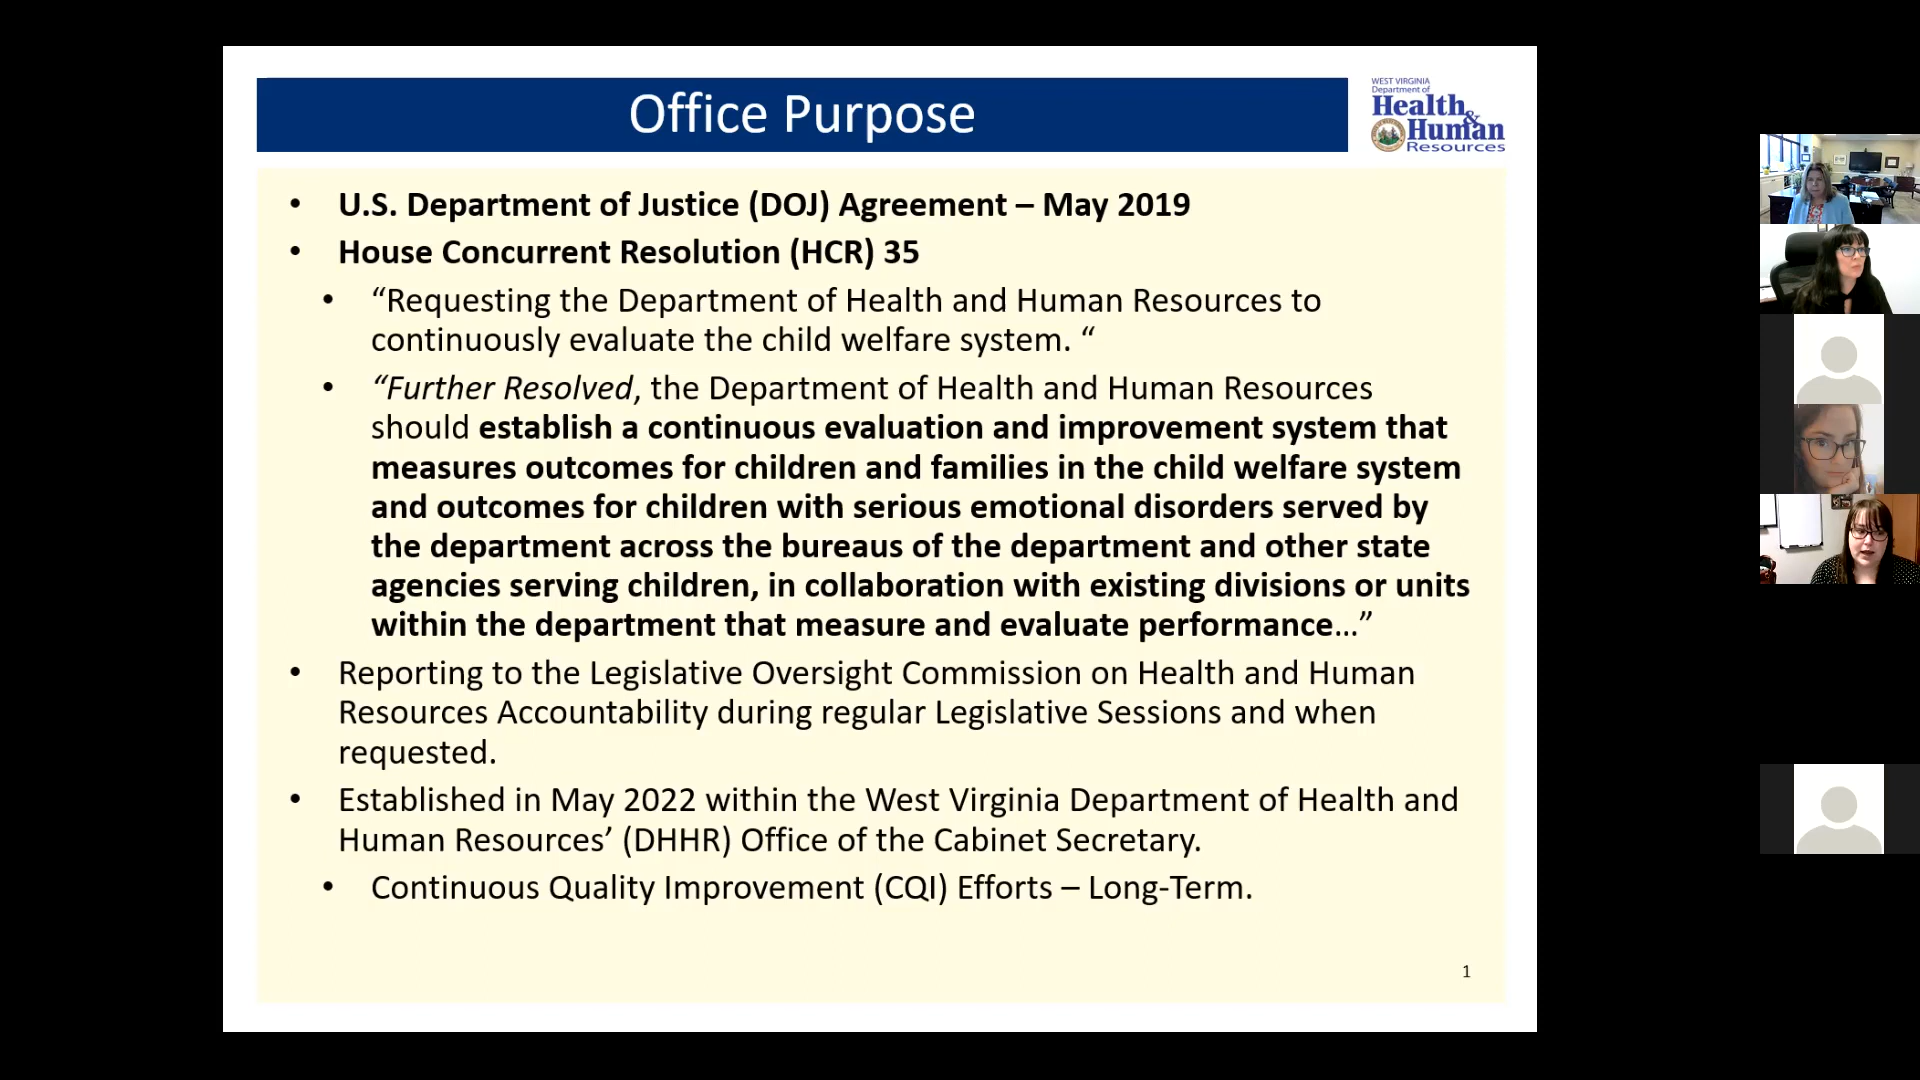 Office Purpose
WEST VIRGINIA
Department of
Health
&
Human
Resources
• U.S. Department of Justice (DOJ) Agreement – May 2019
• House Concurrent Resolution (HCR) 35
• “Requesting the Department of Health and Human Resources to
continuously evaluate the child welfare system. “
• “Further Resolved, the Department of Health and Human Resources
should establish a continuous evaluation and improvement system that
measures outcomes for children and families in the child welfare system
and outcomes for children with serious emotional disorders served by
the department across the bureaus of the department and other state
agencies serving children, in collaboration with existing divisions or units
within the department that measure and evaluate performance…”
• Reporting to the Legislative Oversight Commission on Health and Human
Resources Accountability during regular Legislative Sessions and when
requested.
• Established in May 2022 within the West Virginia Department of Health and
Human Resources’ (DHHR) Office of the Cabinet Secretary.
• Continuous Quality Improvement (CQI) Efforts – Long-Term.
1